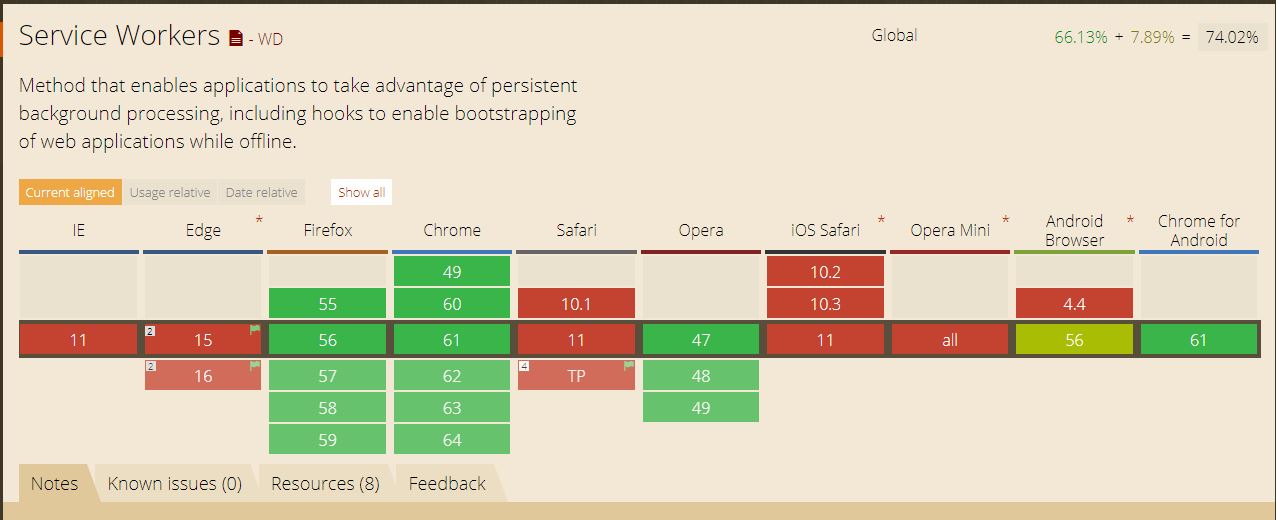 Service Workers - WD
Global
66.13% + 7.89% = 74.02%
Method that enables applications to take advantage of persistent
background processing, including hooks to enable bootstrapping
of web applications while offline.
Current aligned Usage relative Date relative Show all
IE Edge * Firefox Chrome Safari Opera iOS Safari * Opera Mini * Android Browser * Chrome for Android
49 10.2
55 60 10.1 10.3 4.4
11 2 15 56 61 11 47 11 all 56 61
2 16 57 62 4 TP 48
58 63 49
59 64
Notes Known issues (0) Resources (8) Feedback